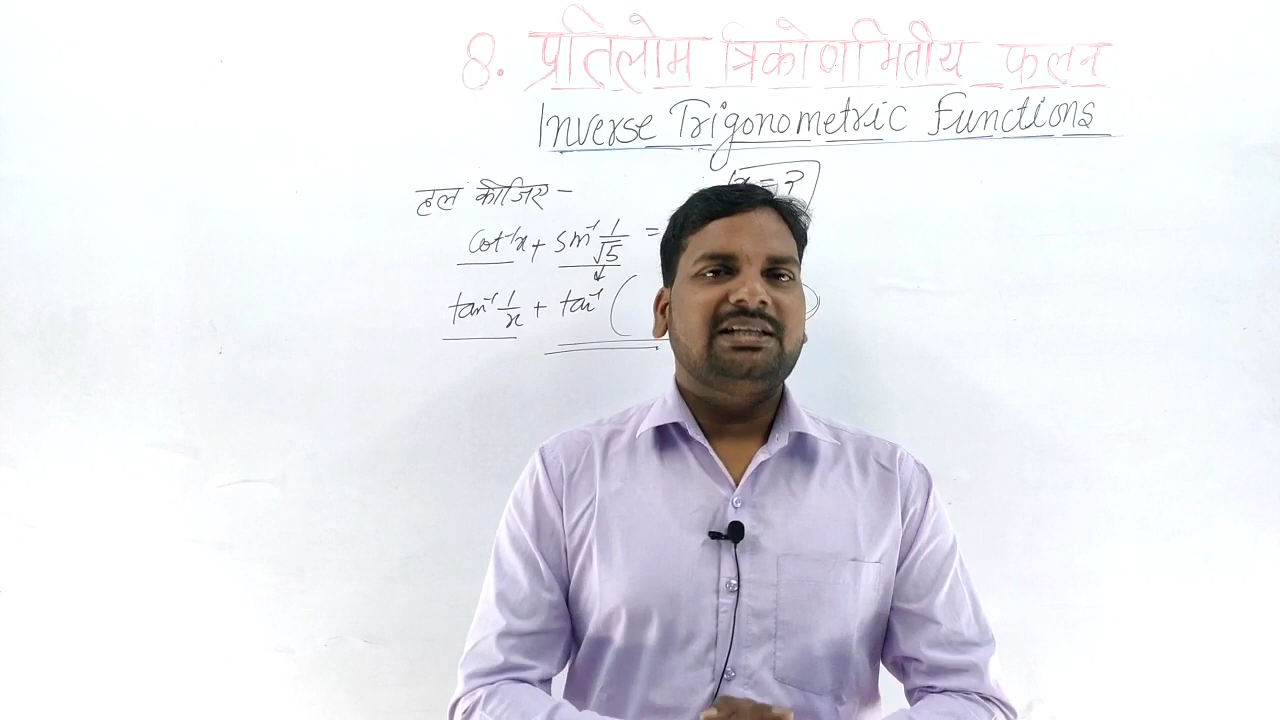 8. प्रतिलोम त्रिकोणमितीय फलन
Inverse Trigonometric Functions
x = ?
हल कीजिए -
cot⁻¹x + sin⁻¹ 1/√5 =
tan⁻¹ 1/x + tan⁻¹ (